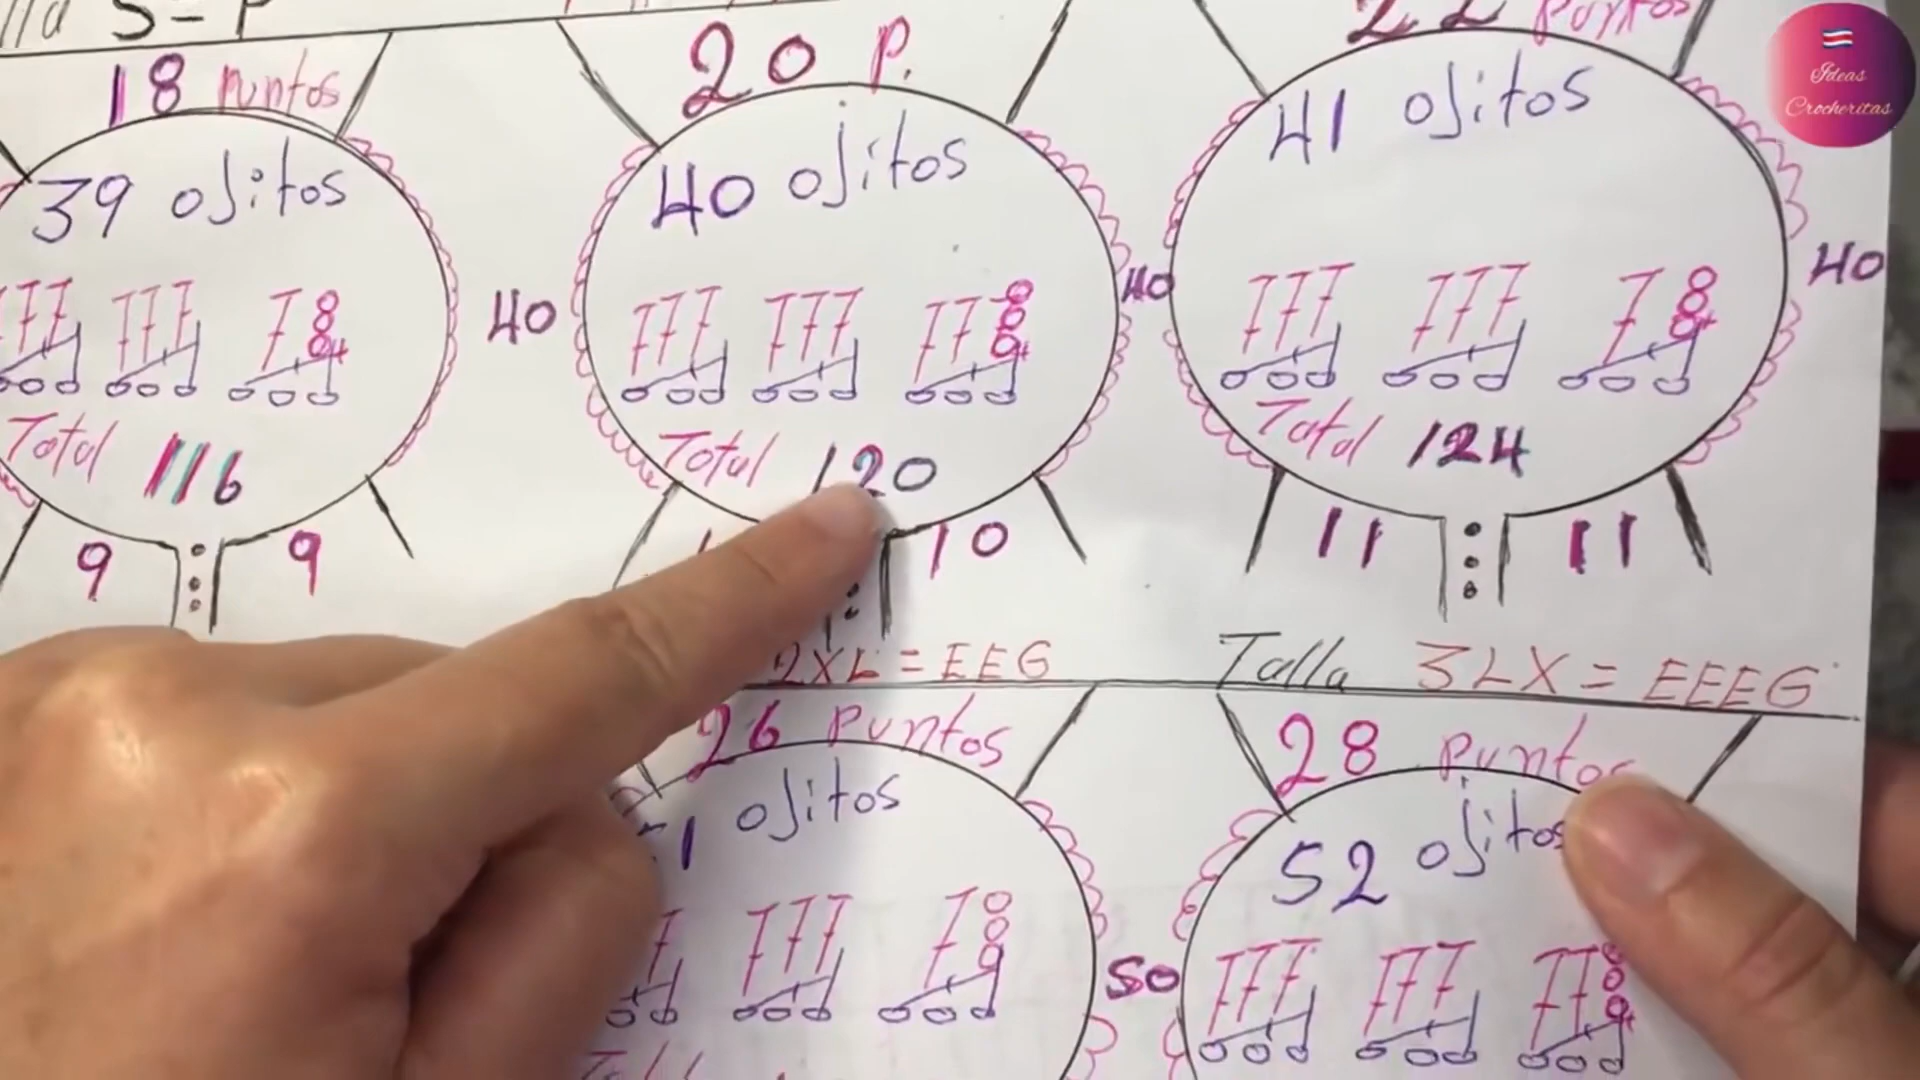 S-P
18 puntos
20 P.
22 puntos
Ideas
Crocheritas
39 ojitos
40 ojitos
41 ojitos
40
40
40
Total 116
Total 120
Total 124
9 9
10
11 11
2XL = EEG
Talla 3LX = EEEG
26 puntos
28 puntos
ojitos
52 ojitos
50